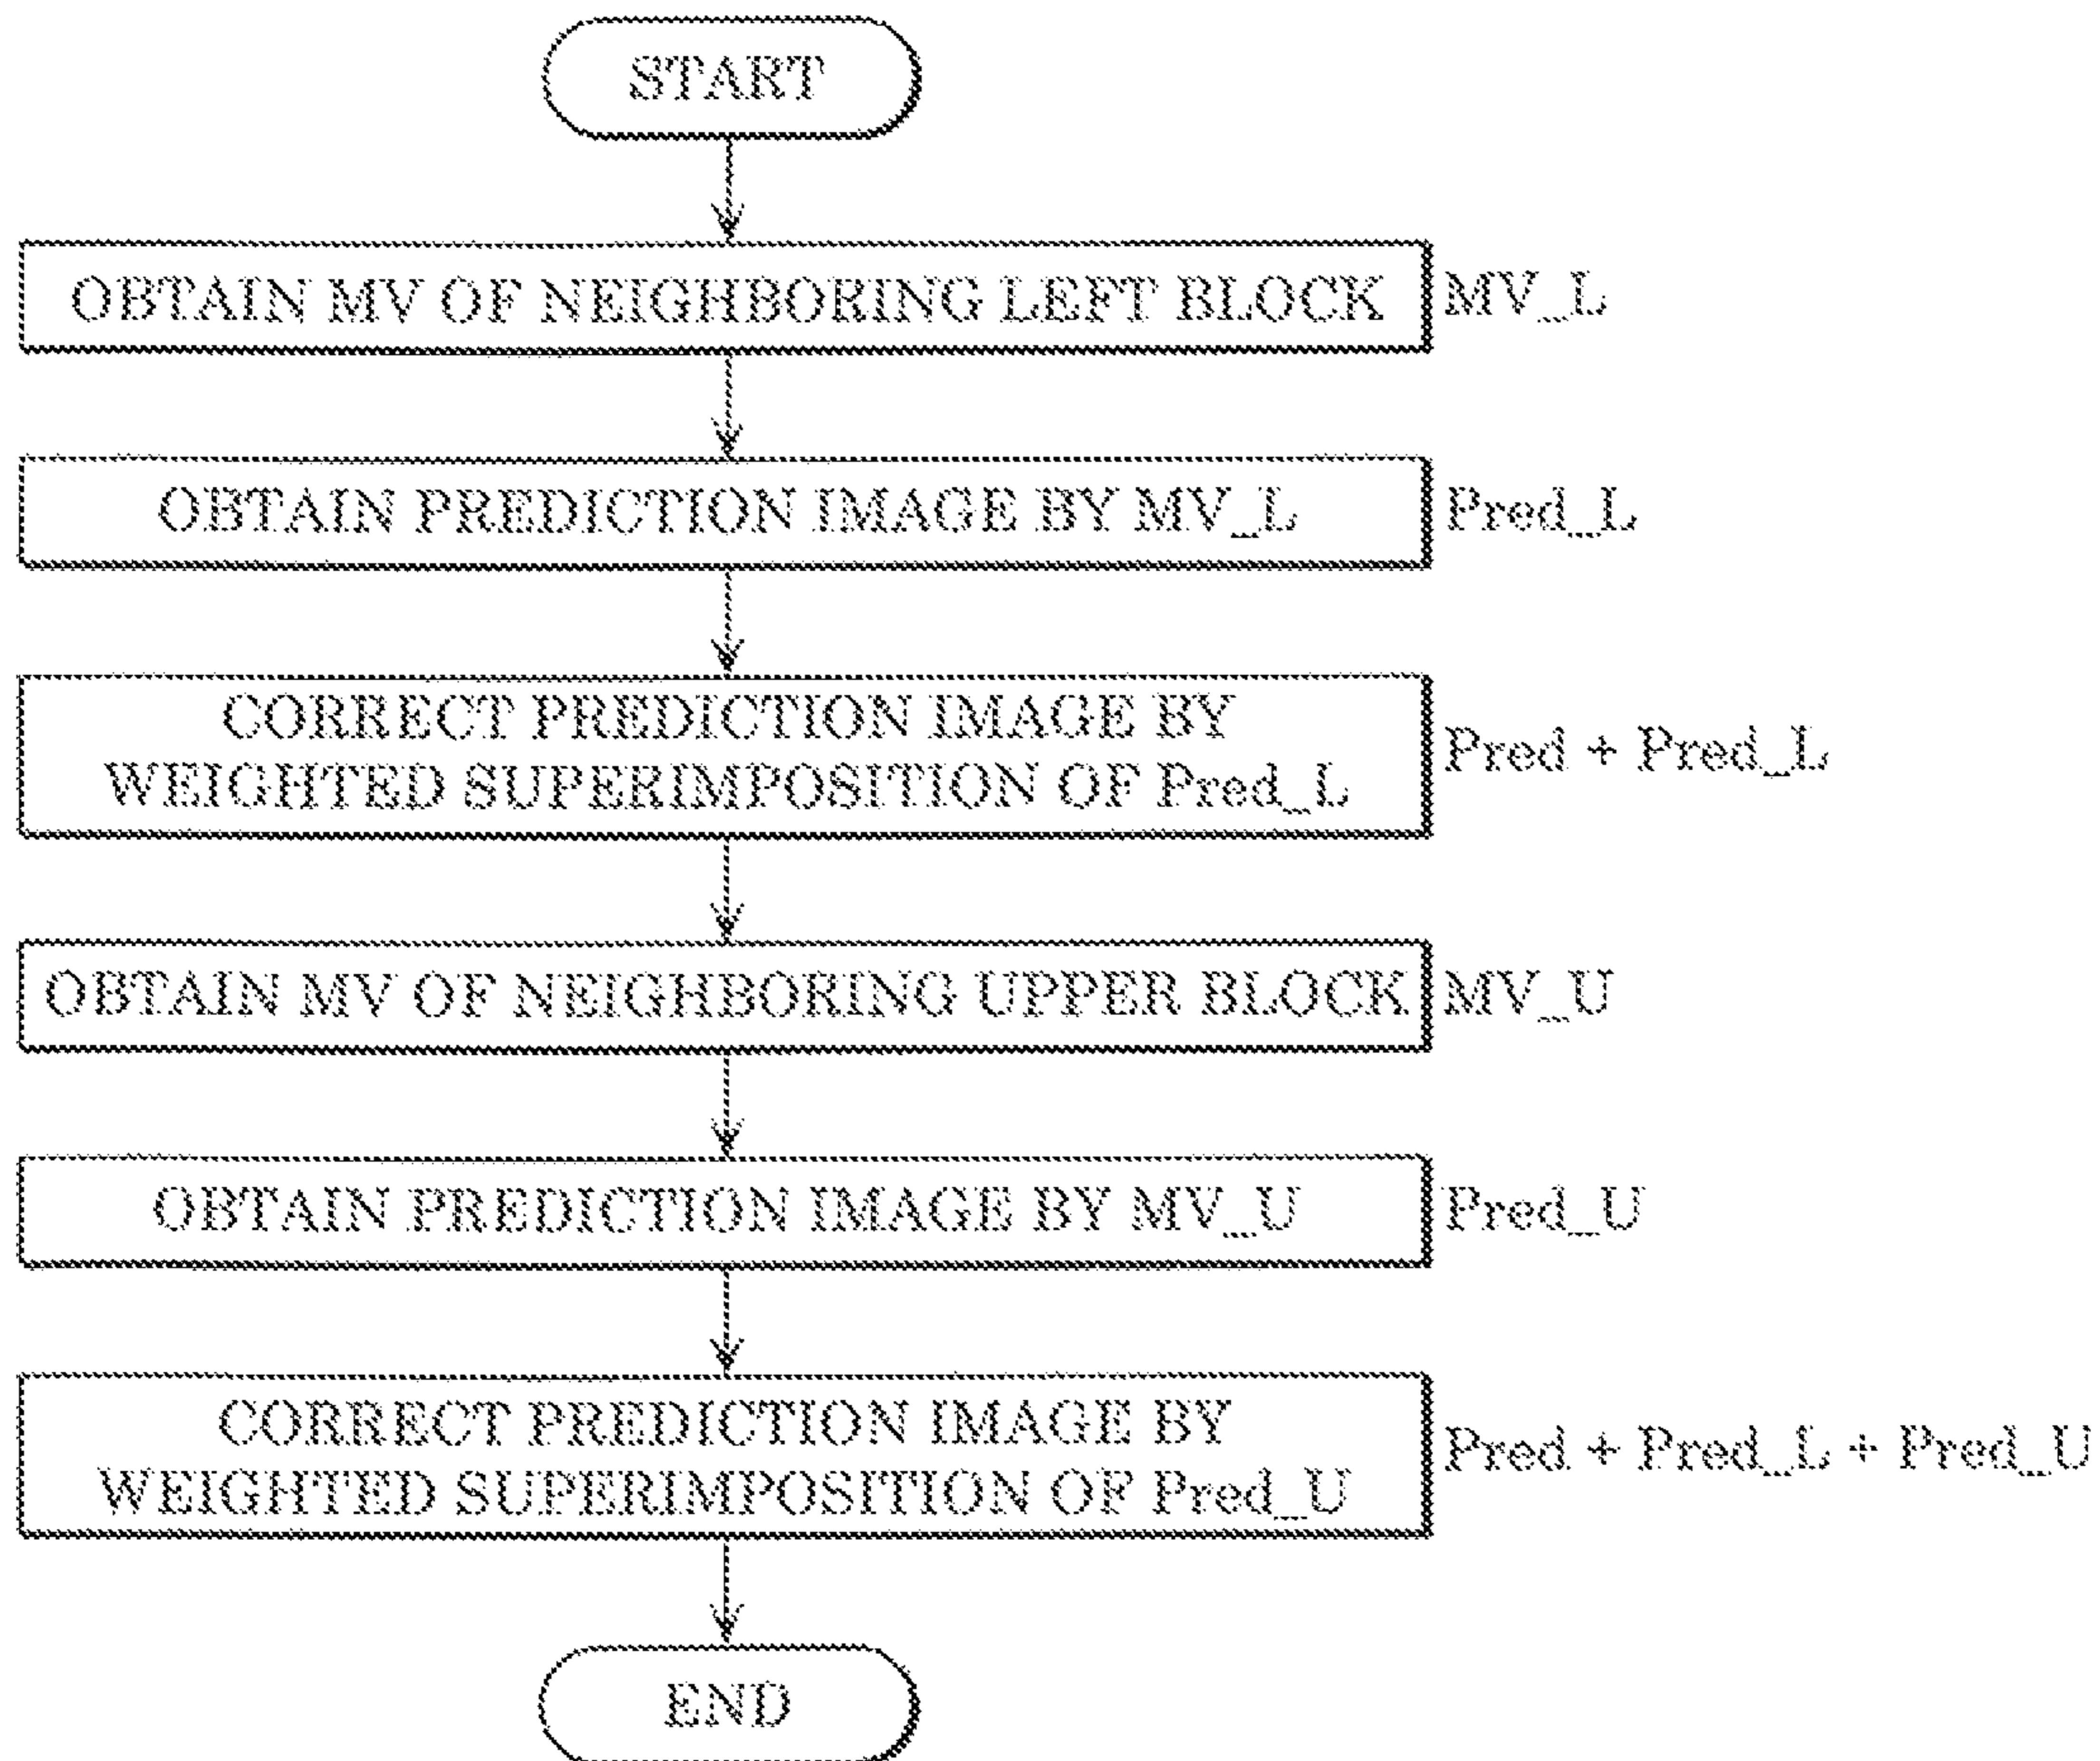 START
OBTAIN MV OF NEIGHBORING LEFT BLOCK
MV_L
OBTAIN PREDICTION IMAGE BY MV_L
Pred_L
CORRECT PREDICTION IMAGE BY
WEIGHTED SUPERIMPOSITION OF Pred_L
Pred + Pred_L
OBTAIN MV OF NEIGHBORING UPPER BLOCK
MV_U
OBTAIN PREDICTION IMAGE BY MV_U
Pred_U
CORRECT PREDICTION IMAGE BY
WEIGHTED SUPERIMPOSITION OF Pred_U
Pred + Pred_L + Pred_U
END